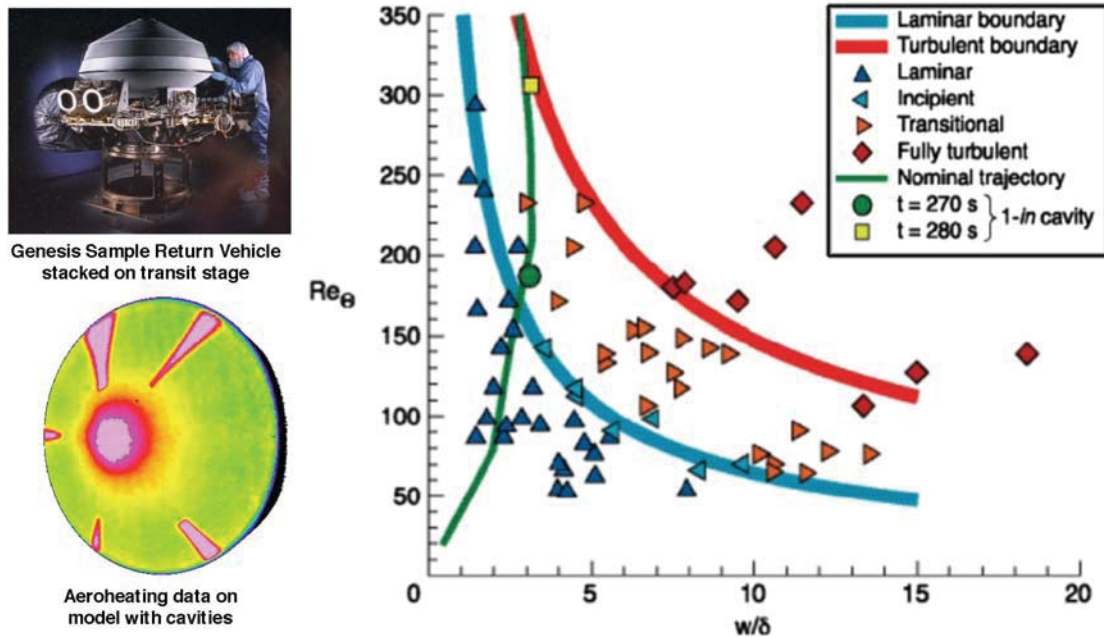 Genesis Sample Return Vehicle
stacked on transit stage
Aeroheating data on
model with cavities
350
300
250
200
Reθ
150
100
50
0
0
5
10
15
20
w/δ
Laminar boundary
Turbulent boundary
Laminar
Incipient
Transitional
Fully turbulent
Nominal trajectory
t = 270 s
t = 280 s
1-in cavity